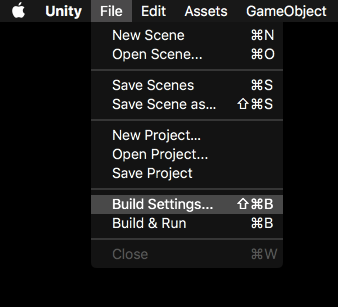 Unity File Edit Assets GameObject
New Scene ⌘N
Open Scene... ⌘O
Save Scenes ⌘S
Save Scene as... ⇧⌘S
New Project...
Open Project...
Save Project
Build Settings... ⇧⌘B
Build & Run ⌘B
Close ⌘W